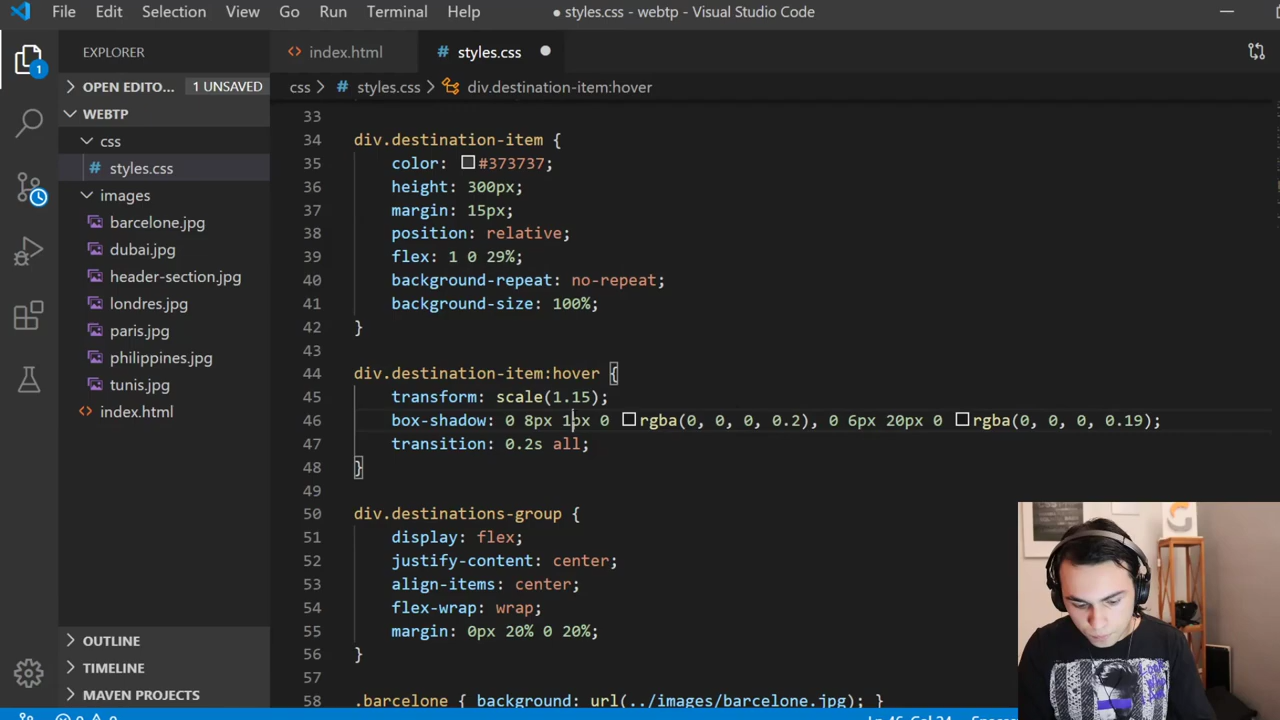 File Edit Selection View Go Run Terminal Help ● styles.css - webtp - Visual Studio Code
EXPLORER
OPEN EDITO... 1 UNSAVED
WEBTP
css
styles.css
images
barcelone.jpg
dubai.jpg
header-section.jpg
londres.jpg
paris.jpg
philippines.jpg
tunis.jpg
index.html
OUTLINE
TIMELINE
MAVEN PROJECTS
1
index.html # styles.css ●
css > # styles.css > div.destination-item:hover
33
34 div.destination-item {
35 color: #373737;
36 height: 300px;
37 margin: 15px;
38 position: relative;
39 flex: 1 0 29%;
40 background-repeat: no-repeat;
41 background-size: 100%;
42 }
43
44 div.destination-item:hover {
45 transform: scale(1.15);
46 box-shadow: 0 8px 1px 0 rgba(0, 0, 0, 0.2), 0 6px 20px 0 rgba(0, 0, 0, 0.19);
47 transition: 0.2s all;
48 }
49
50 div.destinations-group {
51 display: flex;
52 justify-content: center;
53 align-items: center;
54 flex-wrap: wrap;
55 margin: 0px 20% 0 20%;
56 }
57
58 .barcelone { background: url(../images/barcelone.jpg); }